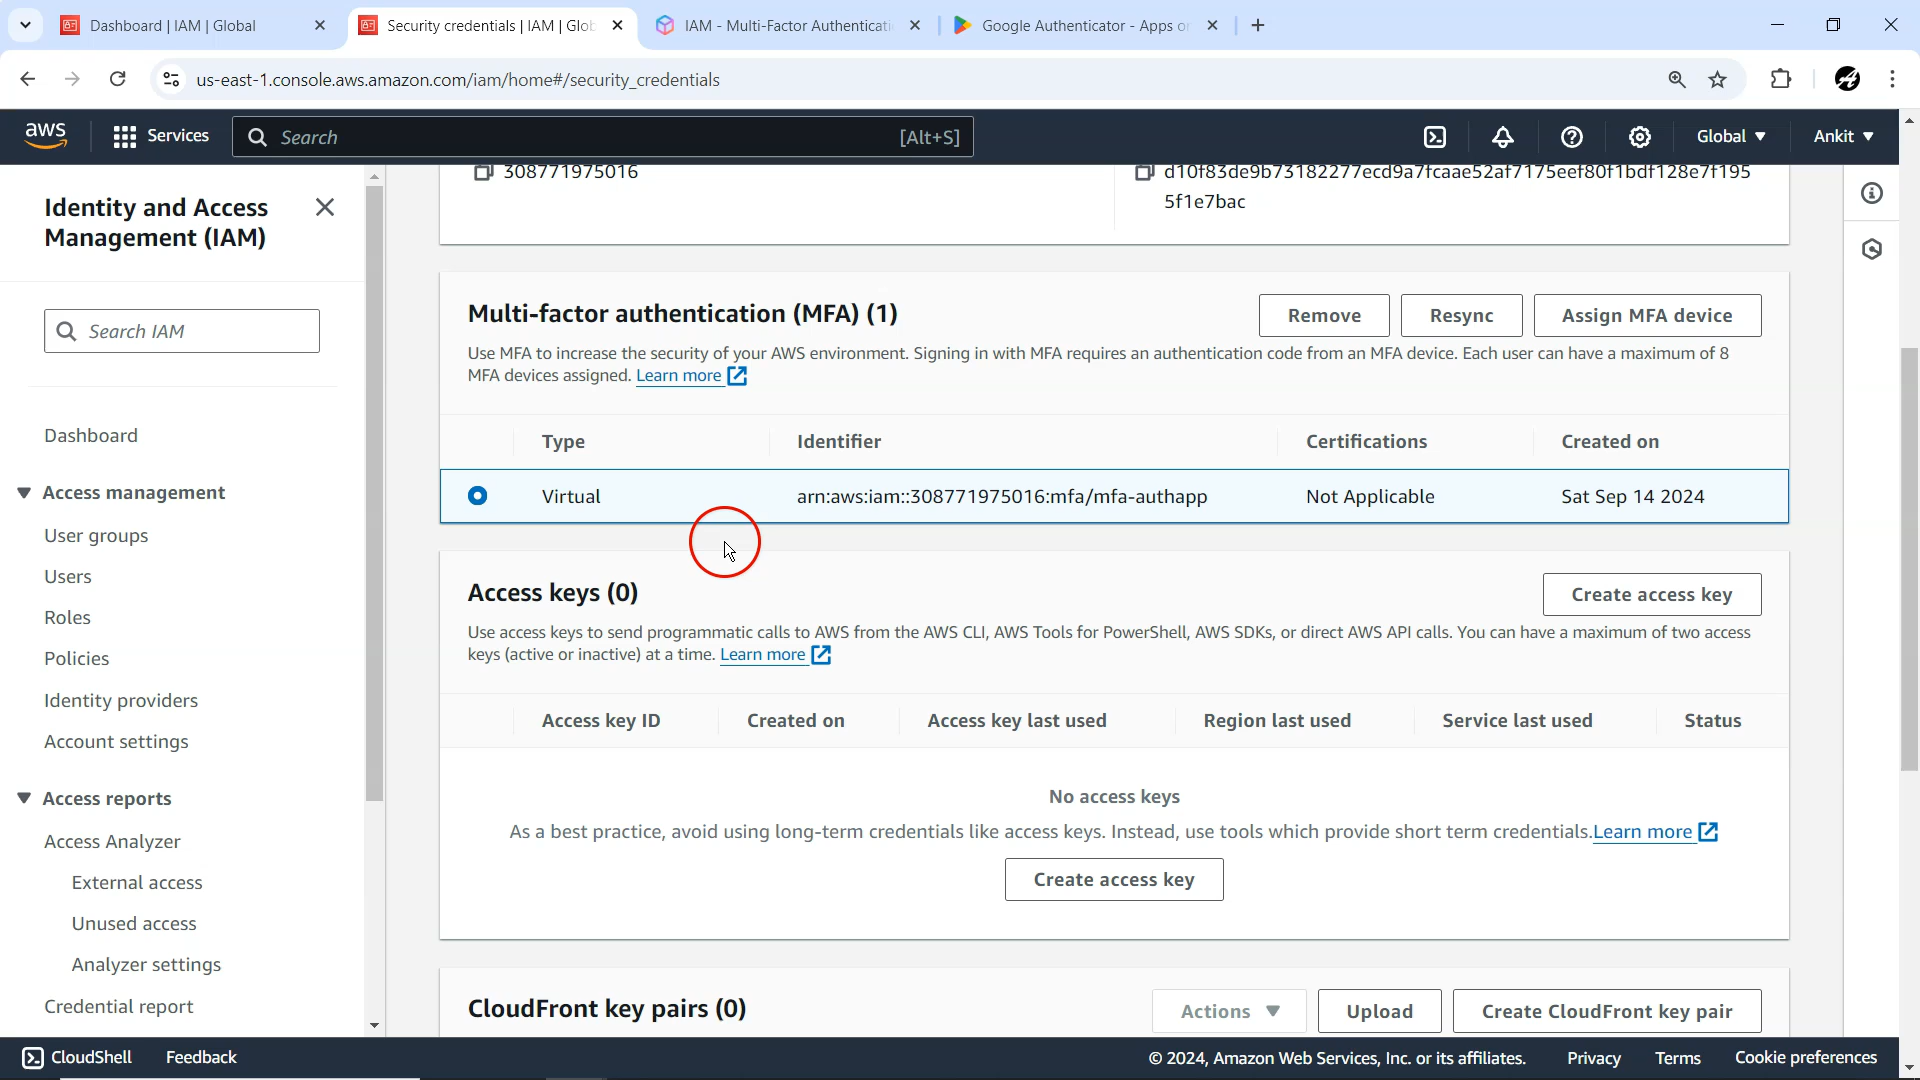 Dashboard | IAM | Global
Security credentials | IAM | Glob
IAM - Multi-Factor Authenticati
Google Authenticator - Apps or
us-east-1.console.aws.amazon.com/iam/home#/security_credentials
aws
Services
Search
[Alt+S]
Global
Ankit
Identity and Access
Management (IAM)
Search IAM
Dashboard
Access management
User groups
Users
Roles
Policies
Identity providers
Account settings
Access reports
Access Analyzer
External access
Unused access
Analyzer settings
Credential report
308771975016
d10f83de9b73182277ecd9a7fcaae52af7175eef80f1bdf128e7f195
5f1e7bac
Multi-factor authentication (MFA) (1)
Remove
Resync
Assign MFA device
Use MFA to increase the security of your AWS environment. Signing in with MFA requires an authentication code from an MFA device. Each user can have a maximum of 8
MFA devices assigned. Learn more
Type Identifier Certifications Created on
Virtual arn:aws:iam::308771975016:mfa/mfa-authapp Not Applicable Sat Sep 14 2024
Access keys (0)
Create access key
Use access keys to send programmatic calls to AWS from the AWS CLI, AWS Tools for PowerShell, AWS SDKs, or direct AWS API calls. You can have a maximum of two access
keys (active or inactive) at a time. Learn more
Access key ID Created on Access key last used Region last used Service last used Status
No access keys
As a best practice, avoid using long-term credentials like access keys. Instead, use tools which provide short term credentials. Learn more
Create access key
CloudFront key pairs (0)
Actions
Upload
Create CloudFront key pair
CloudShell
Feedback
© 2024, Amazon Web Services, Inc. or its affiliates.
Privacy
Terms
Cookie preferences